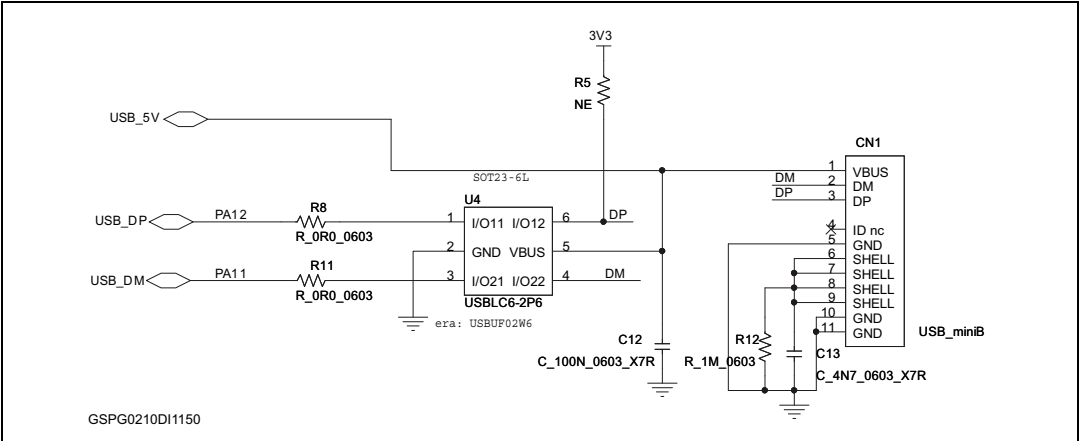 3V3
R5
NE
USB_5V
CN1
SOT23-6L
U4
1 VBUS
DM 2 DM
DP 3 DP
USB_DP PA12 R8 1 I/O11 I/O12 6 DP
R_0R0_0603
4 ID nc
2 GND VBUS 5
5 GND
6 SHELL
7 SHELL
USB_DM PA11 R11 3 I/O21 I/O22 4 DM
8 SHELL
R_0R0_0603
USBLC6-2P6
9 SHELL
10 GND
era: USBUF02W6
11 GND
USB_miniB
C12
R12
C13
C_100N_0603_X7R
R_1M_0603
C_4N7_0603_X7R
GSPG0210DI1150